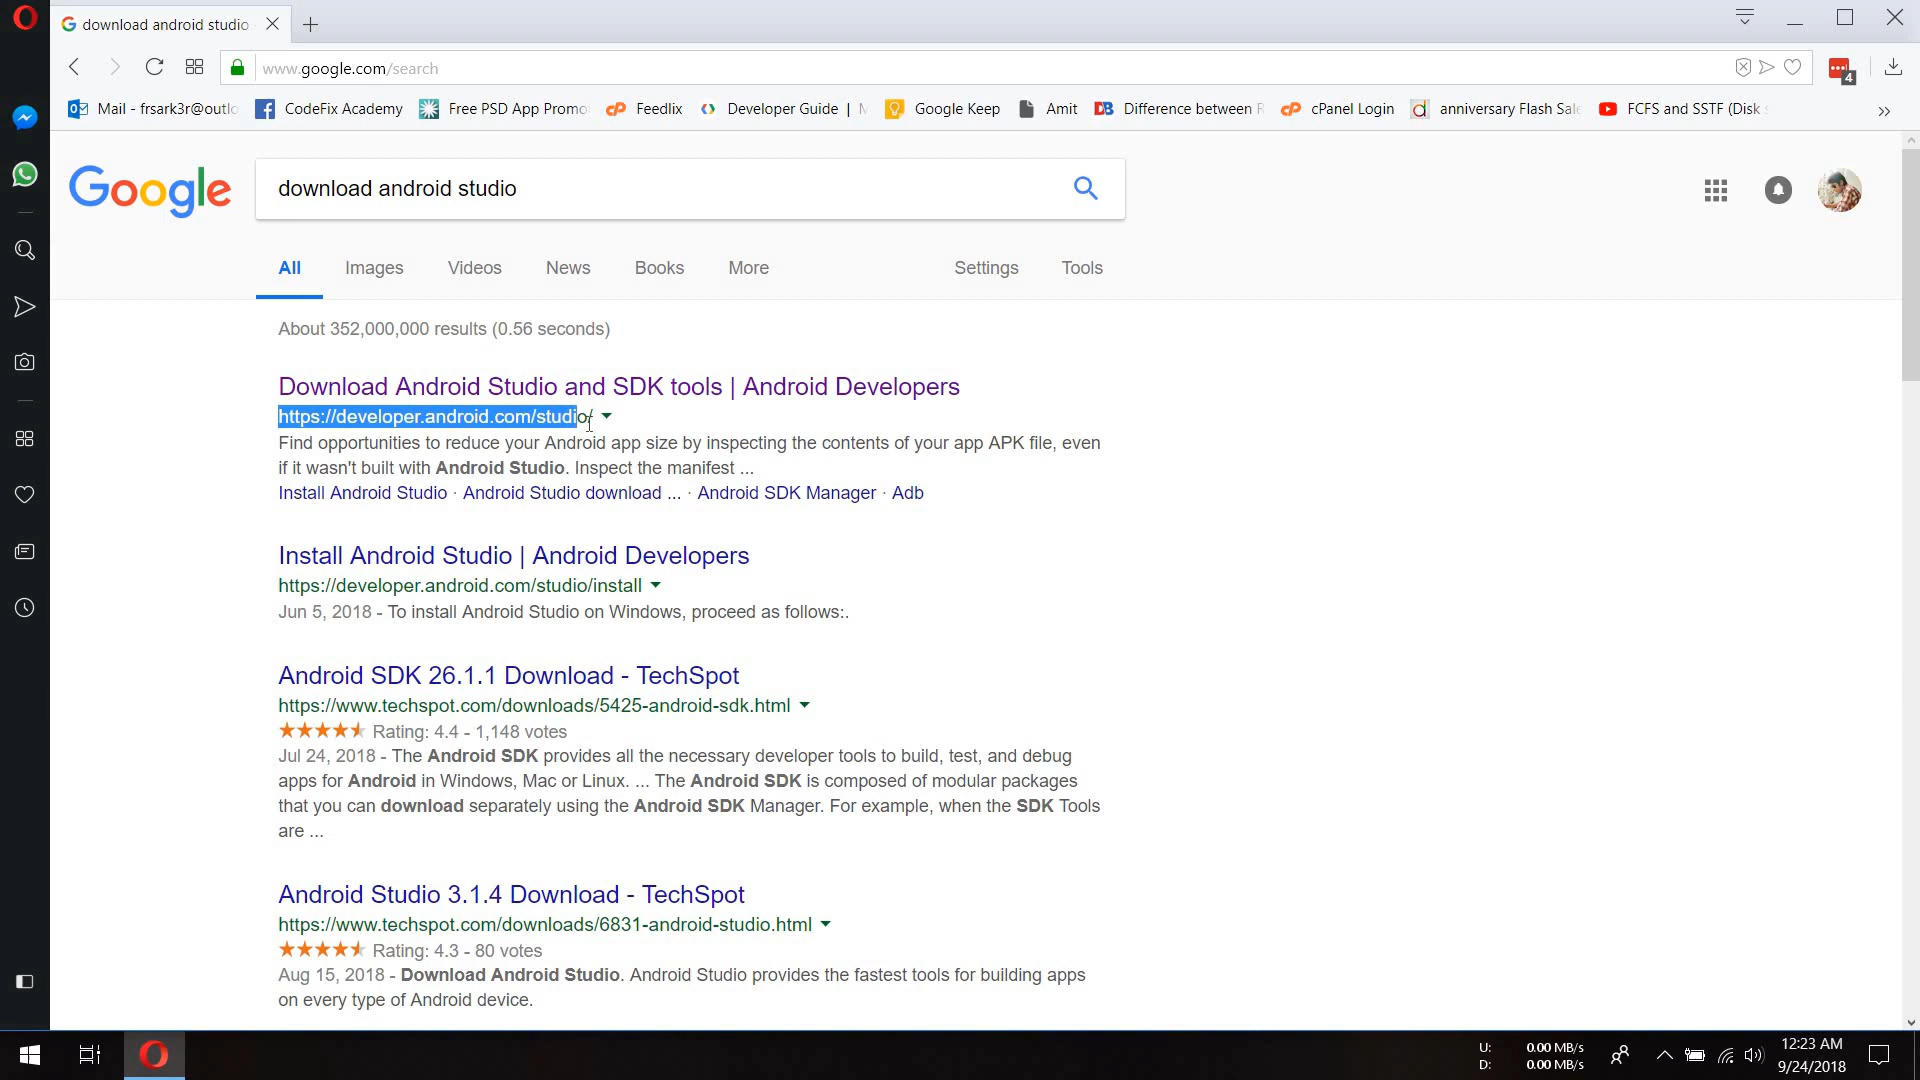 download android studio
www.google.com/search
4
Mail - frsark3r@outlo
CodeFix Academy
Free PSD App Promo
Feedlix
Developer Guide |
Google Keep
Amit
Difference between
cPanel Login
anniversary Flash Sale
FCFS and SSTF (Disk
Google
download android studio
All Images Videos News Books More Settings Tools
About 352,000,000 results (0.56 seconds)
Download Android Studio and SDK tools | Android Developers
https://developer.android.com/studio/
Find opportunities to reduce your Android app size by inspecting the contents of your app APK file, even
if it wasn't built with Android Studio. Inspect the manifest ...
Install Android Studio · Android Studio download ... · Android SDK Manager · Adb
Install Android Studio | Android Developers
https://developer.android.com/studio/install
Jun 5, 2018 - To install Android Studio on Windows, proceed as follows:.
Android SDK 26.1.1 Download - TechSpot
https://www.techspot.com/downloads/5425-android-sdk.html
Rating: 4.4 - 1,148 votes
Jul 24, 2018 - The Android SDK provides all the necessary developer tools to build, test, and debug
apps for Android in Windows, Mac or Linux. ... The Android SDK is composed of modular packages
that you can download separately using the Android SDK Manager. For example, when the SDK Tools
are ...
Android Studio 3.1.4 Download - TechSpot
https://www.techspot.com/downloads/6831-android-studio.html
Rating: 4.3 - 80 votes
Aug 15, 2018 - Download Android Studio. Android Studio provides the fastest tools for building apps
on every type of Android device.
U: 0.00 MB/s
D: 0.00 MB/s
12:23 AM
9/24/2018